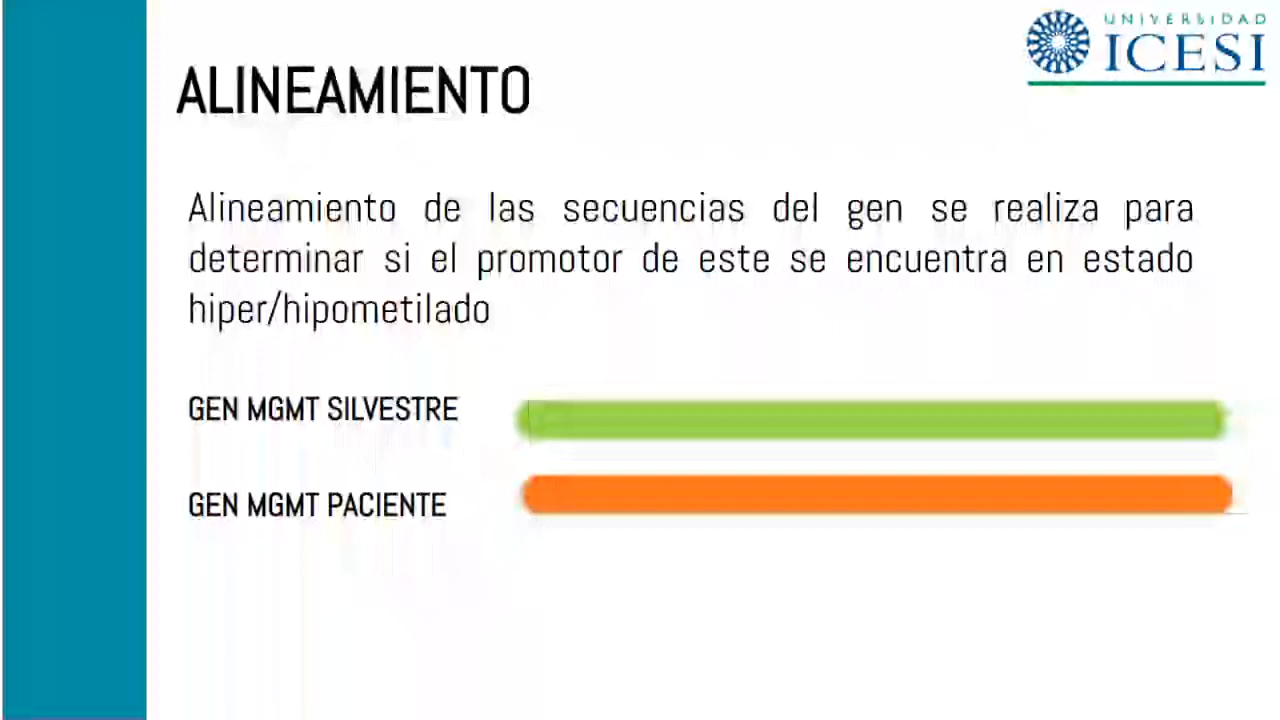 UNIVERSIDAD
ICESI
ALINEAMIENTO
Alineamiento de las secuencias del gen se realiza para
determinar si el promotor de este se encuentra en estado
hiper/hipometilado
GEN MGMT SILVESTRE
GEN MGMT PACIENTE